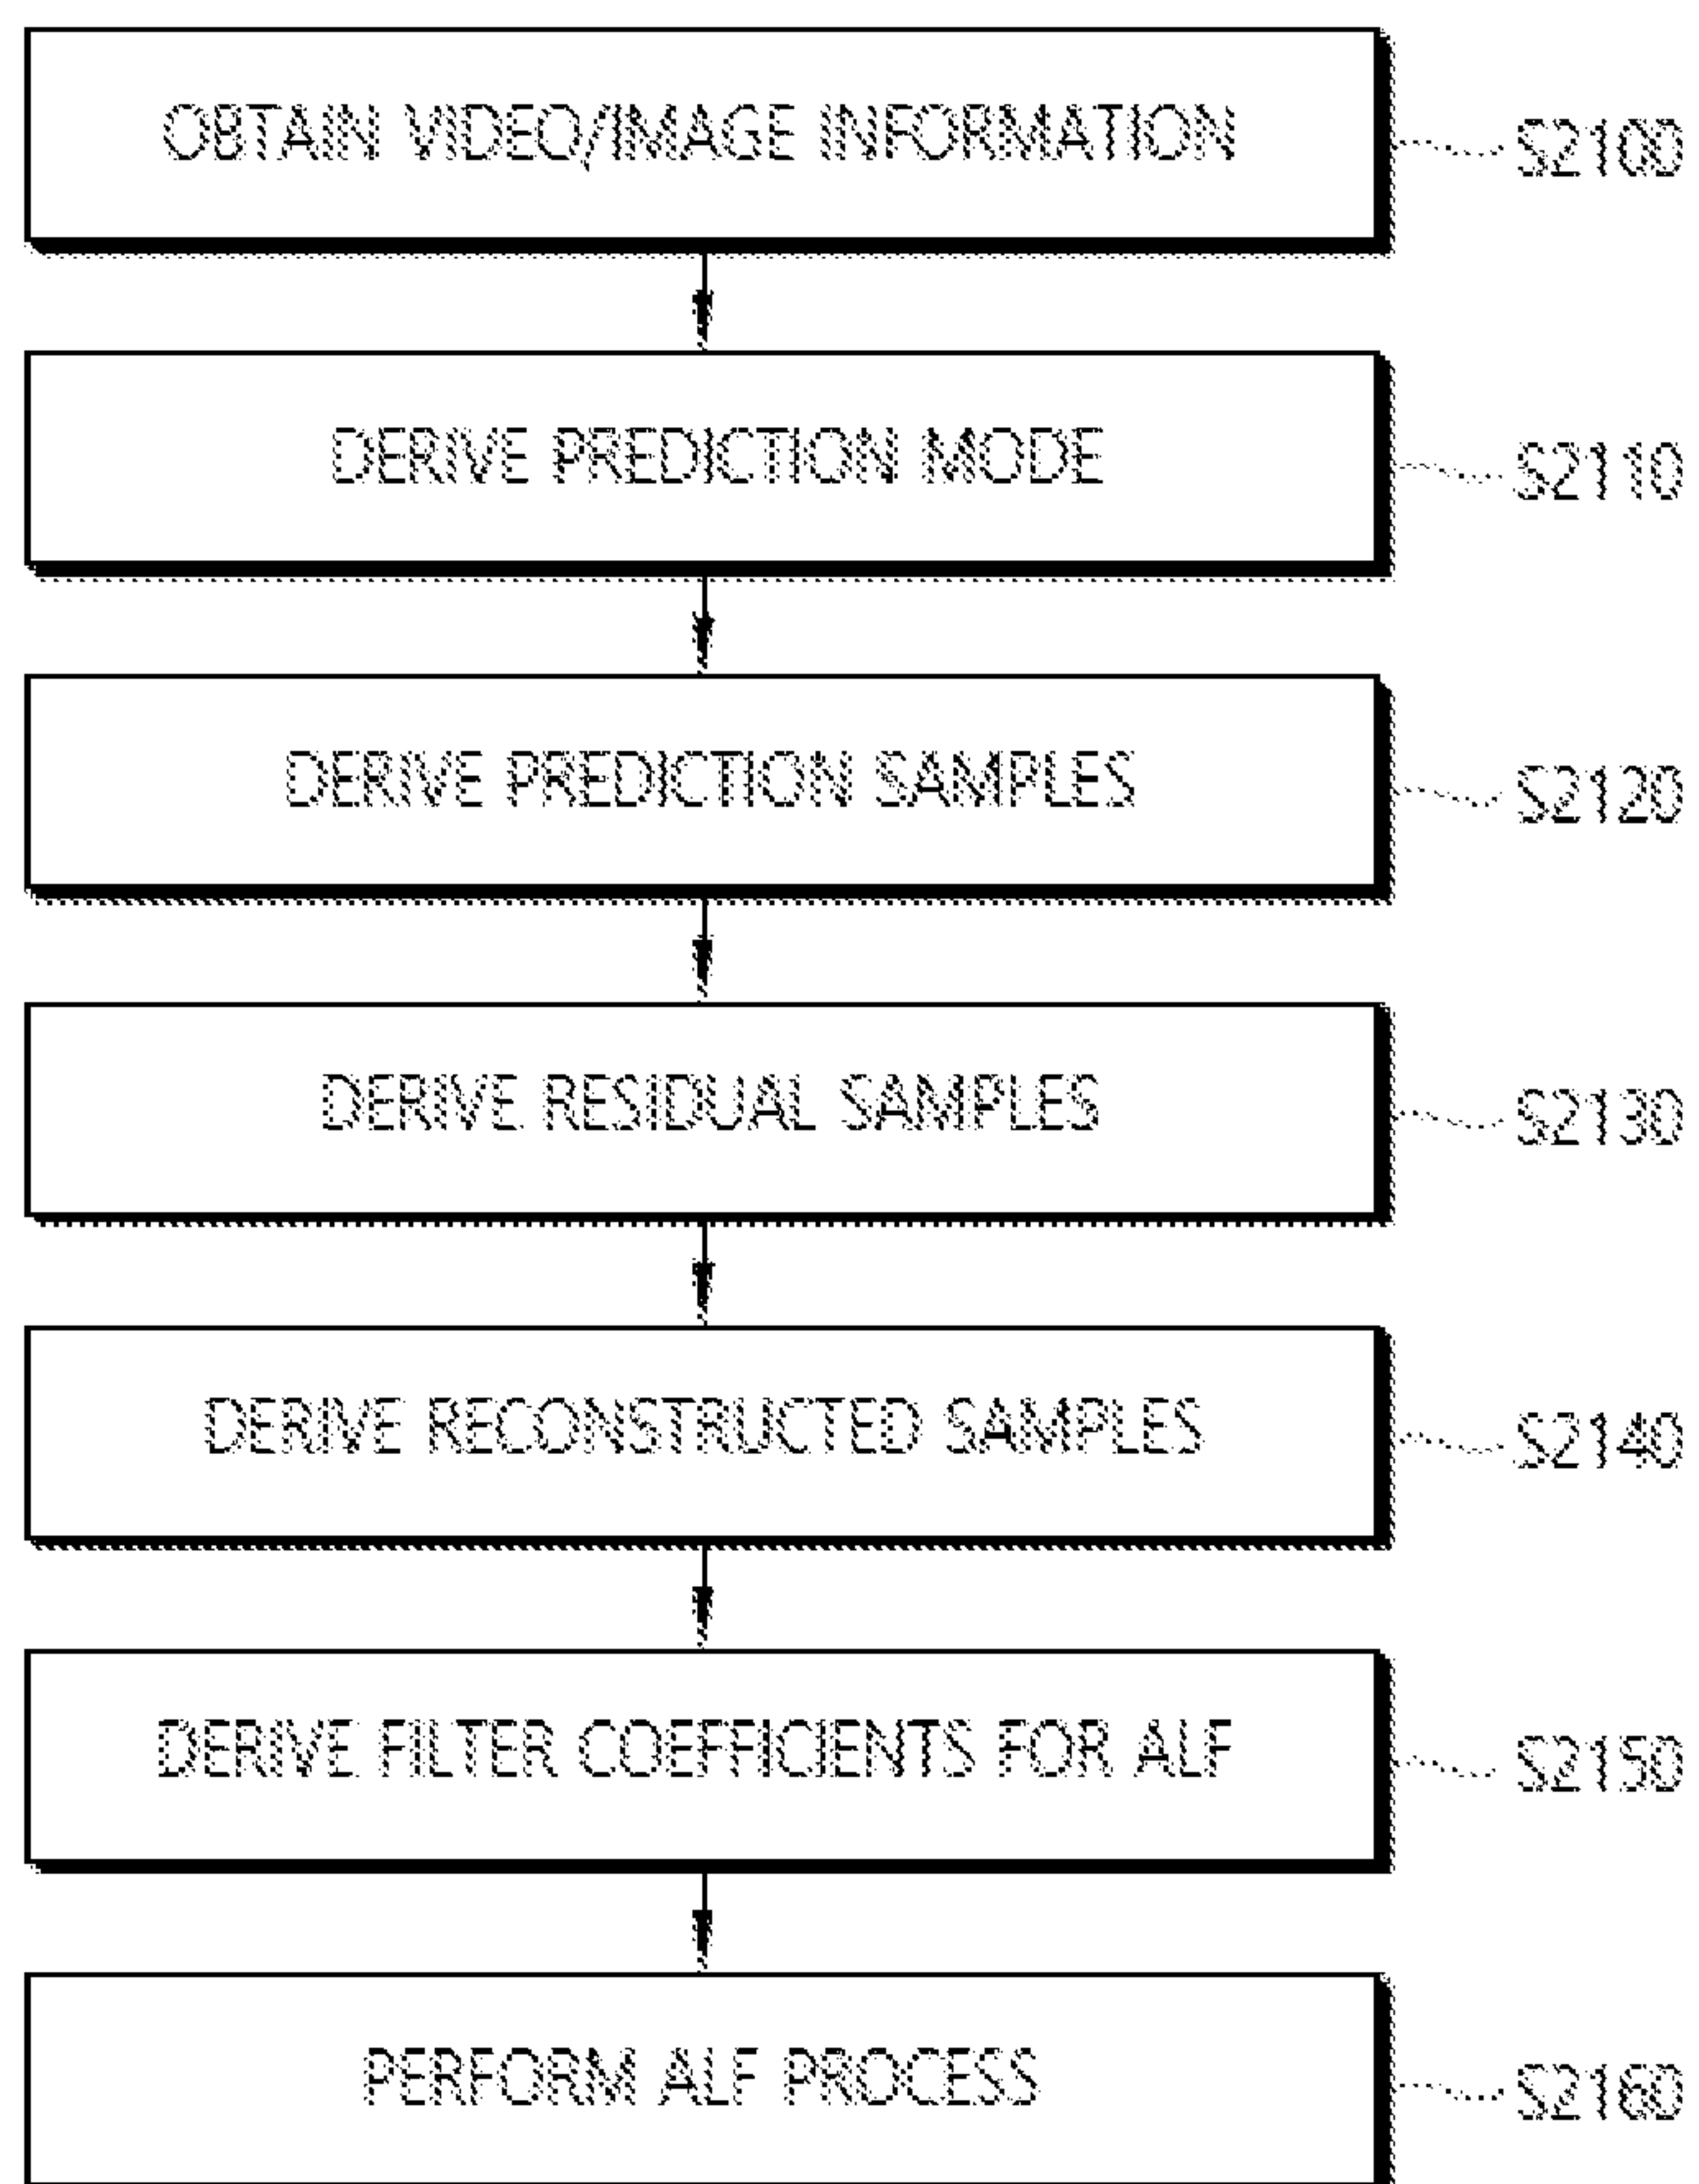 OBTAIN VIDEO/IMAGE INFORMATION
S2100
DERIVE PREDICTION MODE
S2110
DERIVE PREDICTION SAMPLES
S2120
DERIVE RESIDUAL SAMPLES
S2130
DERIVE RECONSTRUCTED SAMPLES
S2140
DERIVE FILTER COEFFICIENTS FOR ALF
S2150
PERFORM ALF PROCESS
S2160